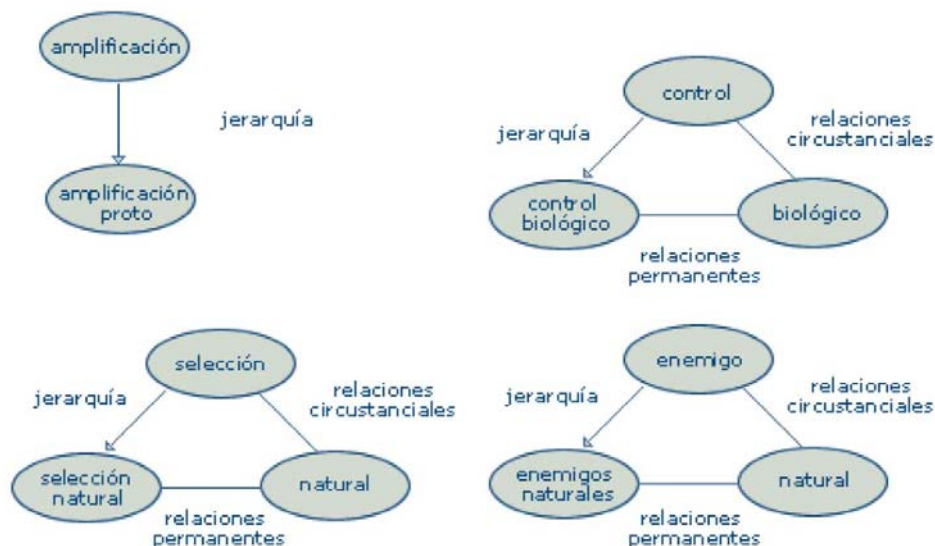 amplificación
jerarquía
amplificación
proto
control
jerarquía
relaciones
circustanciales
control
biológico
biológico
relaciones
permanentes
selección
jerarquía
relaciones
circustanciales
selección
natural
natural
relaciones
permanentes
enemigo
jerarquía
relaciones
circustanciales
enemigos
naturales
natural
relaciones
permanentes